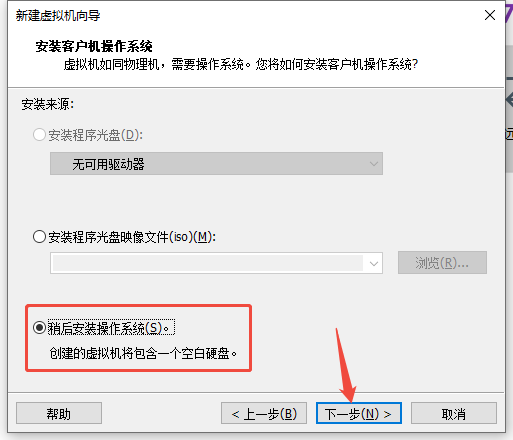 新建虚拟机向导
安装客户机操作系统
虚拟机如同物理机，需要操作系统。您将如何安装客户机操作系统?
安装来源:
安装程序光盘(D):
无可用驱动器
安装程序光盘映像文件(iso)(M):
浏览(R)...
稍后安装操作系统(S)。
创建的虚拟机将包含一个空白硬盘。
帮助
< 上一步(B)
下一步(N) >
取消